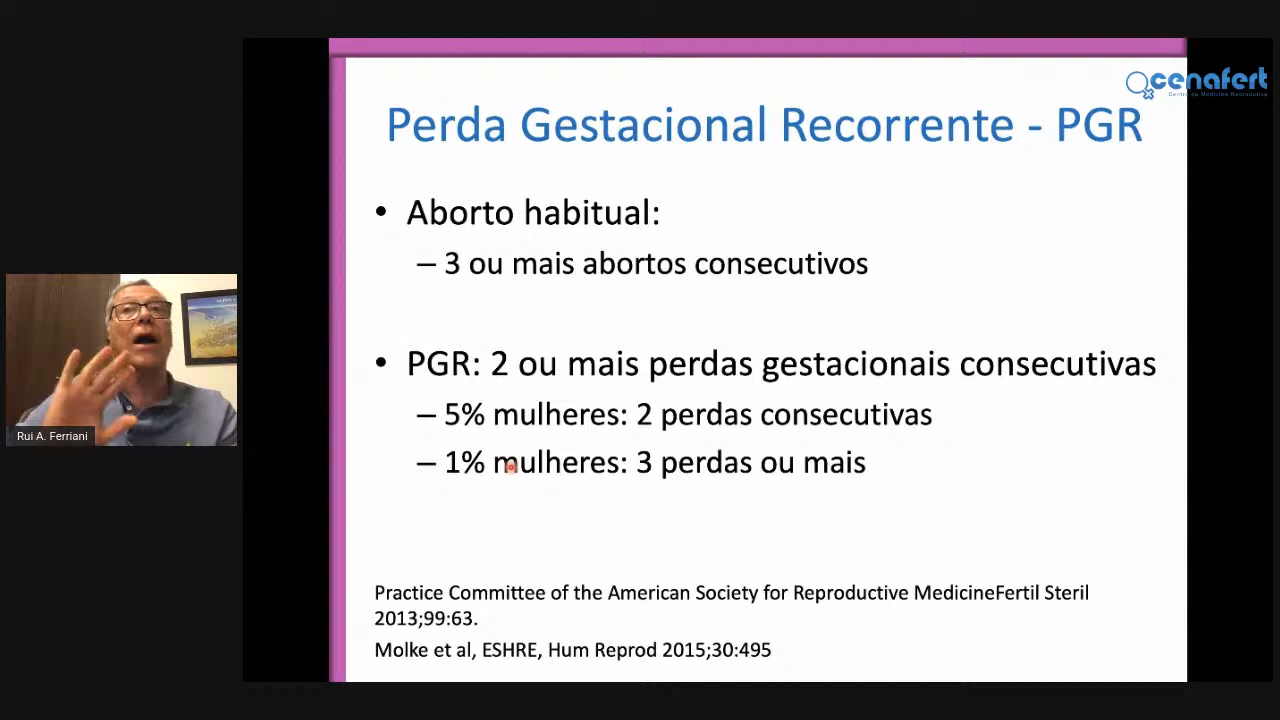 cenafert
Perda Gestacional Recorrente - PGR
• Aborto habitual:
– 3 ou mais abortos consecutivos
• PGR: 2 ou mais perdas gestacionais consecutivas
– 5% mulheres: 2 perdas consecutivas
– 1% mulheres: 3 perdas ou mais
Practice Committee of the American Society for Reproductive MedicineFertil Steril
2013;99:63.
Molke et al, ESHRE, Hum Reprod 2015;30:495
Rui A. Ferriani